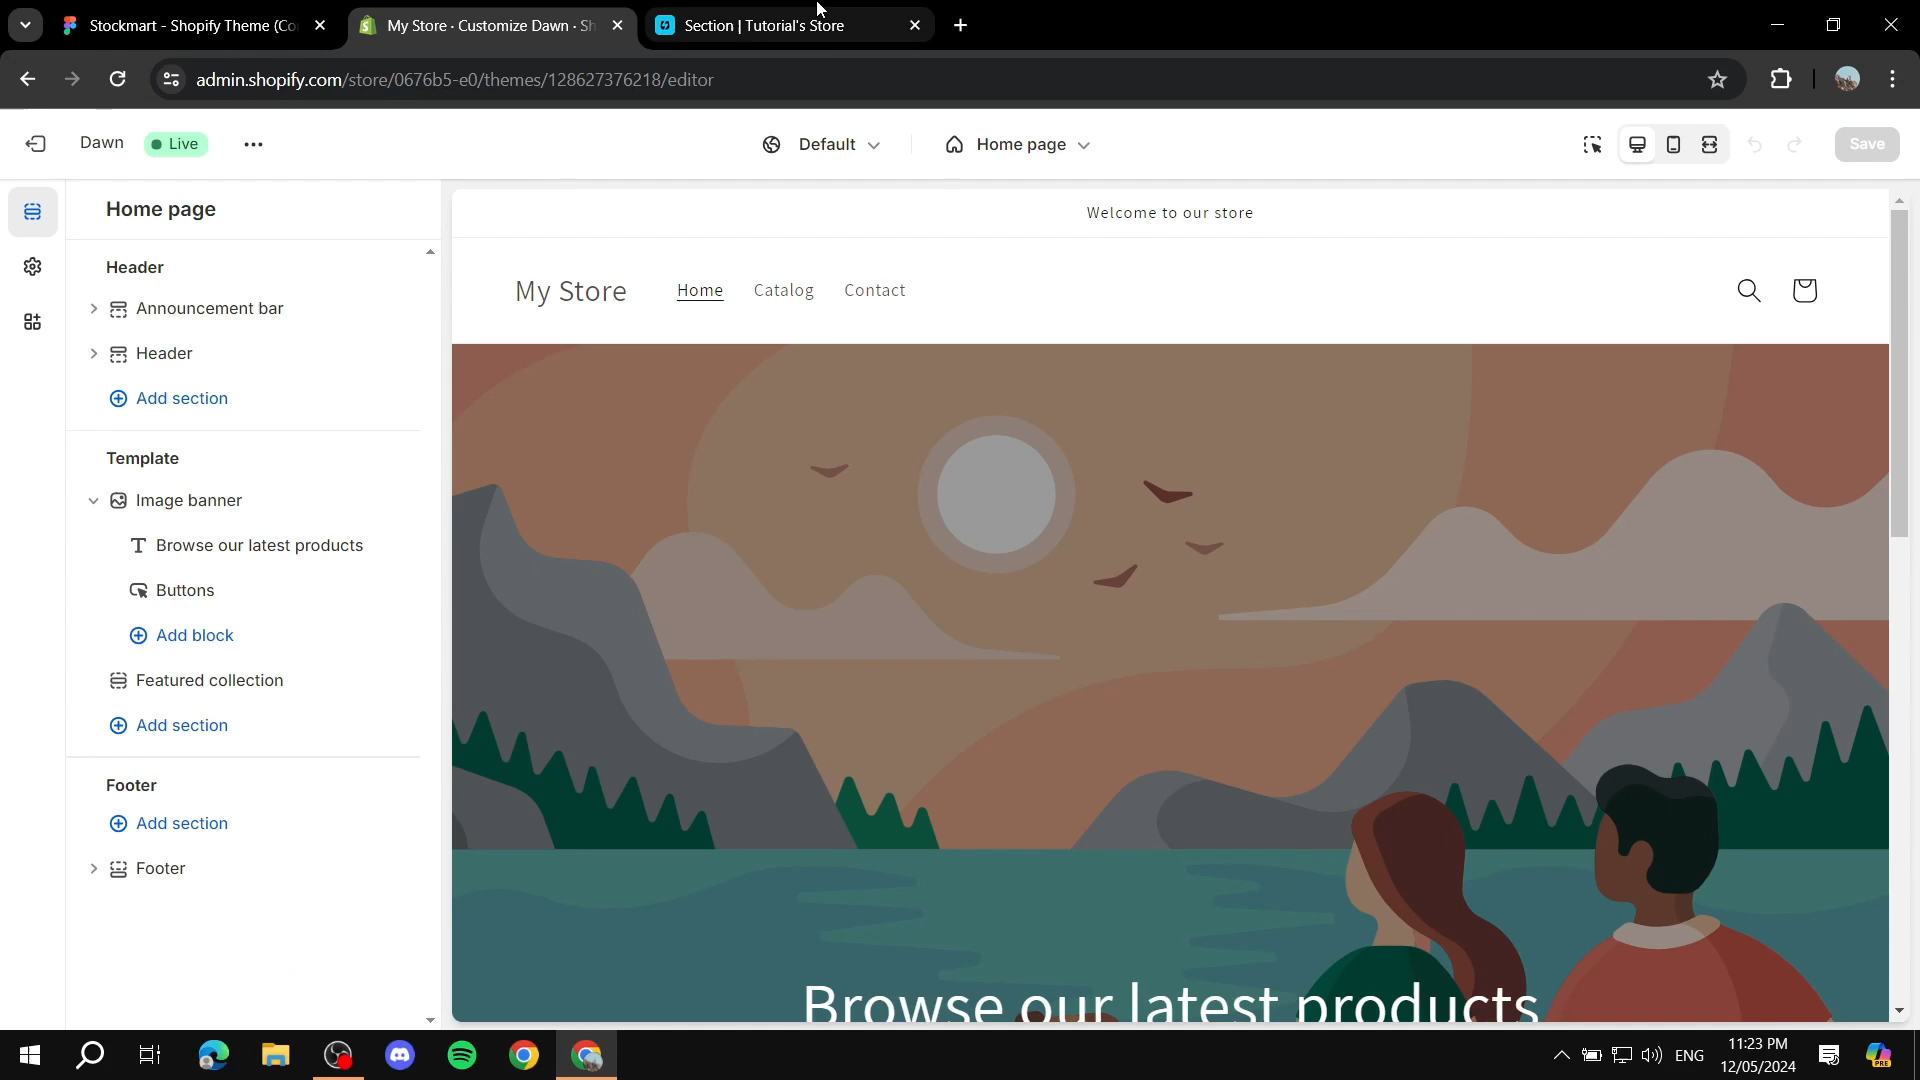 Stockmart - Shopify Theme (Co
My Store · Customize Dawn · Sh
Section | Tutorial's Store
admin.shopify.com/store/0676b5-e0/themes/128627376218/editor
Dawn
Live
Default
Home page
Save
Home page
Header
Announcement bar
Header
Add section
Template
Image banner
Browse our latest products
Buttons
Add block
Featured collection
Add section
Footer
Add section
Footer
Welcome to our store
My Store
Home
Catalog
Contact
Browse our latest products
ENG
11:23 PM
12/05/2024
PRE